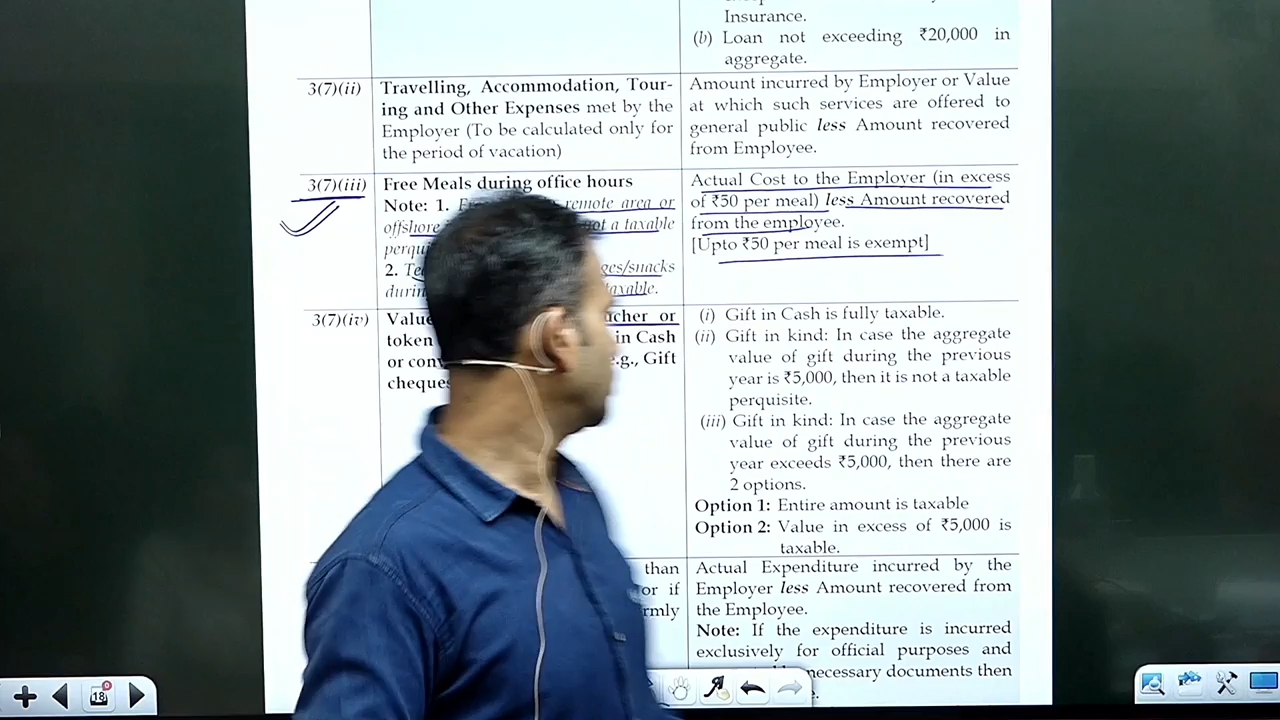 Insurance.
(b) Loan not exceeding ₹20,000 in
aggregate.
3(7)(ii)
Travelling, Accommodation, Tour-
ing and Other Expenses met by the
Employer (To be calculated only for
the period of vacation)
Amount incurred by Employer or Value
at which such services are offered to
general public less Amount recovered
from Employee.
3(7)(iii)
Free Meals during office hours
Note: 1. remote area or
offshore not a taxable
2. /snacks
taxable.
Actual Cost to the Employer (in excess
of ₹50 per meal) less Amount recovered
from the employee.
[Upto ₹50 per meal is exempt]
3(7)(iv)
or
token in Cash
or Gift
(i) Gift in Cash is fully taxable.
(ii) Gift in kind: In case the aggregate
value of gift during the previous
year is ₹5,000, then it is not a taxable
perquisite.
(iii) Gift in kind: In case the aggregate
value of gift during the previous
year exceeds ₹5,000, then there are
2 options.
Option 1: Entire amount is taxable
Option 2: Value in excess of ₹5,000 is
taxable.
than
or if
Actual Expenditure incurred by the
Employer less Amount recovered from
the Employee.
Note: If the expenditure is incurred
exclusively for official purposes and
necessary documents then
18